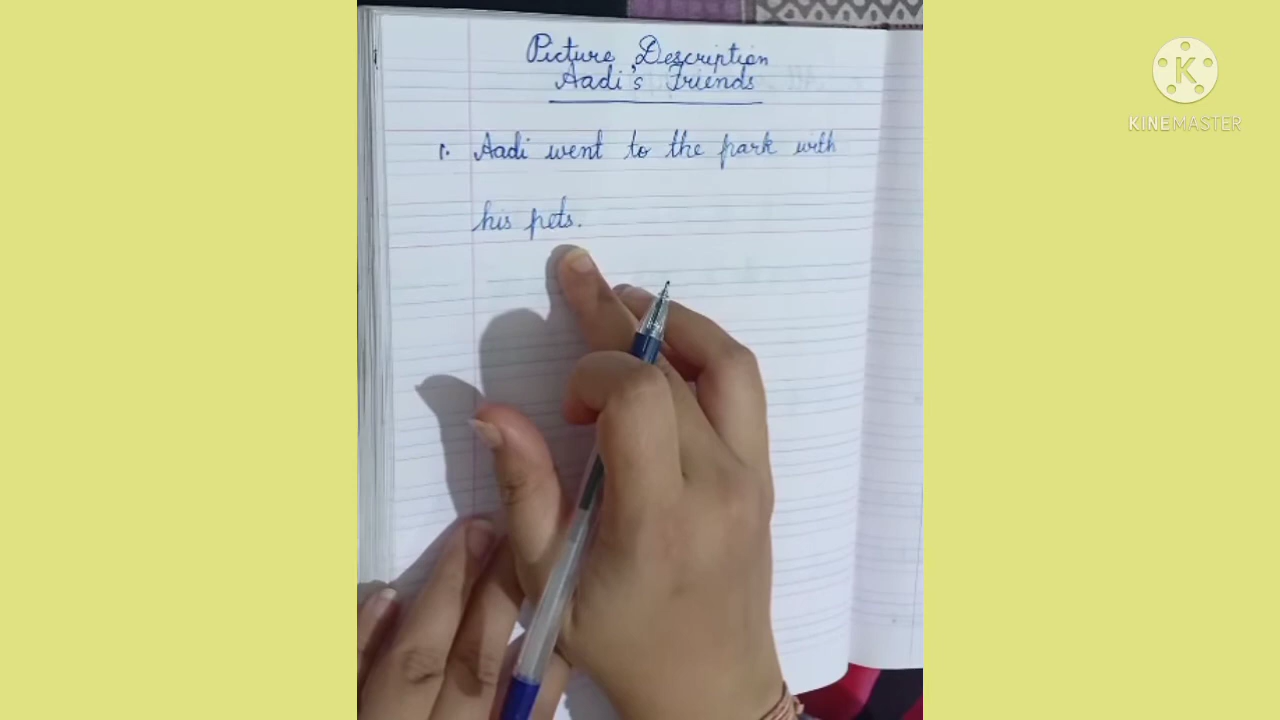 Picture Description
Aadi's Friends
1. Aadi went to the park with
his pets.
K
KINEMASTER